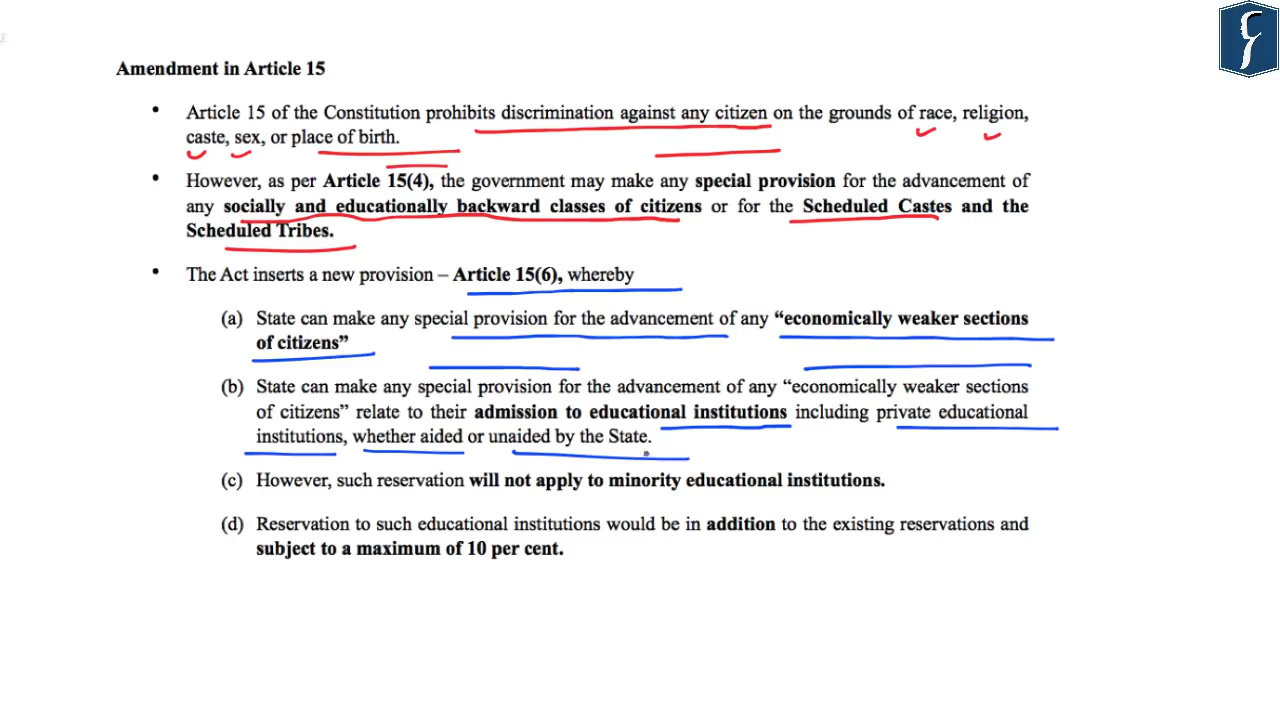 Amendment in Article 15
• Article 15 of the Constitution prohibits discrimination against any citizen on the grounds of race, religion,
caste, sex, or place of birth.
• However, as per Article 15(4), the government may make any special provision for the advancement of
any socially and educationally backward classes of citizens or for the Scheduled Castes and the
Scheduled Tribes.
• The Act inserts a new provision – Article 15(6), whereby
(a) State can make any special provision for the advancement of any “economically weaker sections
of citizens”
(b) State can make any special provision for the advancement of any “economically weaker sections
of citizens” relate to their admission to educational institutions including private educational
institutions, whether aided or unaided by the State.
(c) However, such reservation will not apply to minority educational institutions.
(d) Reservation to such educational institutions would be in addition to the existing reservations and
subject to a maximum of 10 per cent.